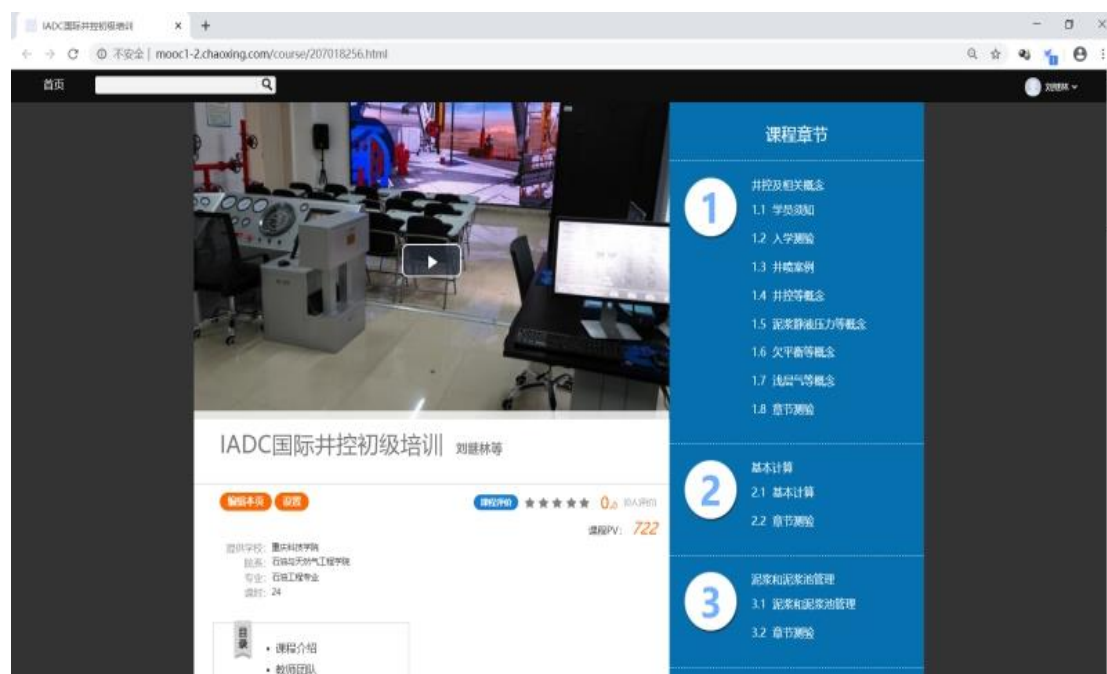 IADC国际井控初级培训
不安全 | mooc1-2.chaoxing.com/course/207018256.html
首页
课程章节
1
井控及相关概念
1.1 学员须知
1.2 入学测验
1.3 井喷案例
1.4 井控等概念
1.5 泥浆静液压力等概念
1.6 欠平衡等概念
1.7 浅层气等概念
1.8 章节测验
IADC国际井控初级培训 刘继林等
2
基本计算
2.1 基本计算
2.2 章节测验
编辑本页 设置
课程评价 0.0 (0人评价)
课程PV: 722
提供学校: 重庆科技学院
院系: 石油与天然气工程学院
专业: 石油工程专业
课时: 24
3
泥浆和泥浆池管理
3.1 泥浆和泥浆池管理
3.2 章节测验
目录
• 课程介绍
• 教师团队